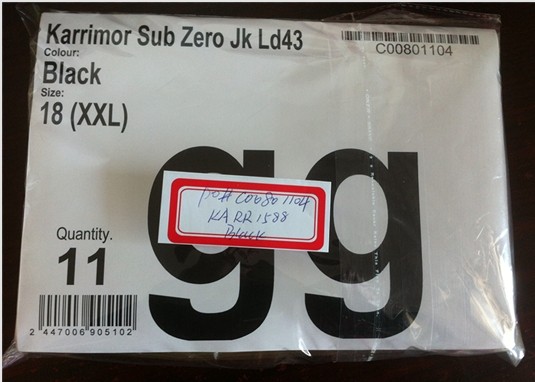 Karrimor Sub Zero Jk Ld43
C00801104
Colour:
Black
Size:
18 (XXL)
gg
PO# C00801104
KARR1588
BLACK
Quantity.
11
2 447006 905102